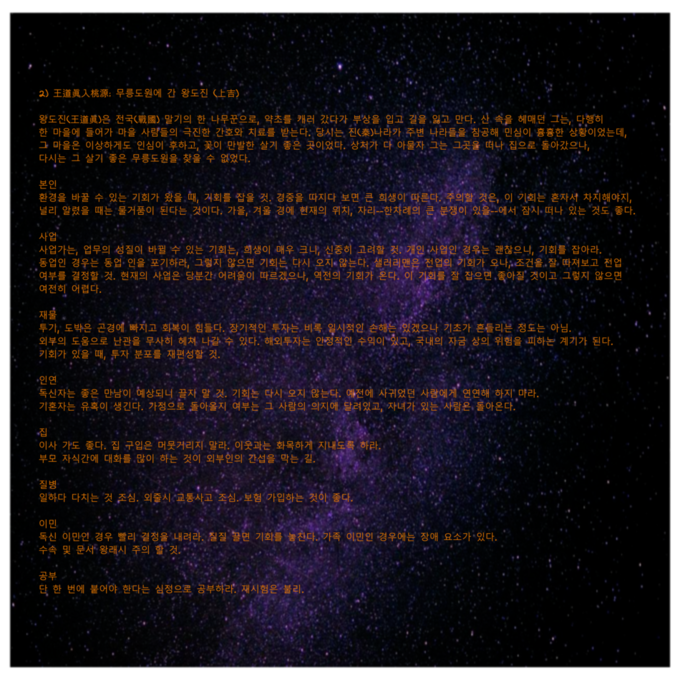 2) 王道眞入桃源: 무릉도원에 간 왕도진 <上吉>
왕도진(王道眞)은 전국(戰國) 말기의 한 나무꾼으로, 약초를 캐러 갔다가 부상을 입고 길을 잃고 만다. 산 속을 헤매던 그는, 다행히
한 마을에 들어가 마을 사람들의 극진한 간호와 치료를 받는다. 당시는 진(秦)나라가 주변 나라들을 침공해 민심이 흉흉한 상황이었는데,
그 마을은 이상하게도 인심이 후하고, 꽃이 만발한 살기 좋은 곳이었다. 상처가 다 아물자 그는 그곳을 떠나 집으로 돌아갔으나,
다시는 그 살기 좋은 무릉도원을 찾을 수 없었다.
본인
환경을 바꿀 수 있는 기회가 왔을 때, 기회를 잡을 것. 경중을 따지다 보면 큰 희생이 따른다. 주의할 것은, 이 기회는 혼자서 차지해야지,
널리 알렸을 때는 물거품이 된다는 것이다. 가을, 겨울 경에 현재의 위치, 자리--한차례의 큰 분쟁이 있을--에서 잠시 떠나 있는 것도 좋다.
사업
사업가는, 업무의 성질이 바뀔 수 있는 기회는, 희생이 매우 크니, 신중히 고려할 것. 개인 사업인 경우는 괜찮으나, 기회를 잡아라.
동업인 경우는 동업 인을 포기하라, 그렇지 않으면 기회는 다시 오지 않는다. 샐러리맨은 전업의 기회가 오나, 조건을 잘 따져보고 전업
여부를 결정할 것. 현재의 사업은 당분간 어려움이 따르겠으나, 역전의 기회가 온다. 이 기회를 잘 잡으면 좋아질 것이고 그렇지 않으면
여전히 어렵다.
재물
투기, 도박은 곤경에 빠지고 회복이 힘들다. 장기적인 투자는 비록 일시적인 손해는 있겠으나 기초가 흔들리는 정도는 아님.
외부의 도움으로 난관을 무사히 헤쳐 나갈 수 있다. 해외투자는 안정적인 수익이 있고, 국내의 자금 상의 위험을 피하는 계기가 된다.
기회가 있을 때, 투자 분포를 재편성할 것.
인연
독신자는 좋은 만남이 예상되니 끌지 말 것. 기회는 다시 오지 않는다. 예전에 사귀었던 사람에게 연연해 하지 마라.
기혼자는 유혹이 생긴다. 가정으로 돌아올지 여부는 그 사람의 의지에 달려있고, 자녀가 있는 사람은 돌아온다.
집
이사 가도 좋다. 집 구입은 머뭇거리지 말라. 이웃과는 화목하게 지내도록 하라.
부모 자식간에 대화를 많이 하는 것이 외부인의 간섭을 막는 길.
질병
일하다 다치는 것 조심. 외출시 교통사고 조심. 보험 가입하는 것이 좋다.
이민
독신 이민인 경우 빨리 결정을 내려라. 질질 끌면 기회를 놓친다. 가족 이민인 경우에는 장애 요소가 있다.
수속 및 문서 왕래시 주의 할 것.
공부
단 한 번에 붙어야 한다는 심정으로 공부하라. 재시험은 불리.